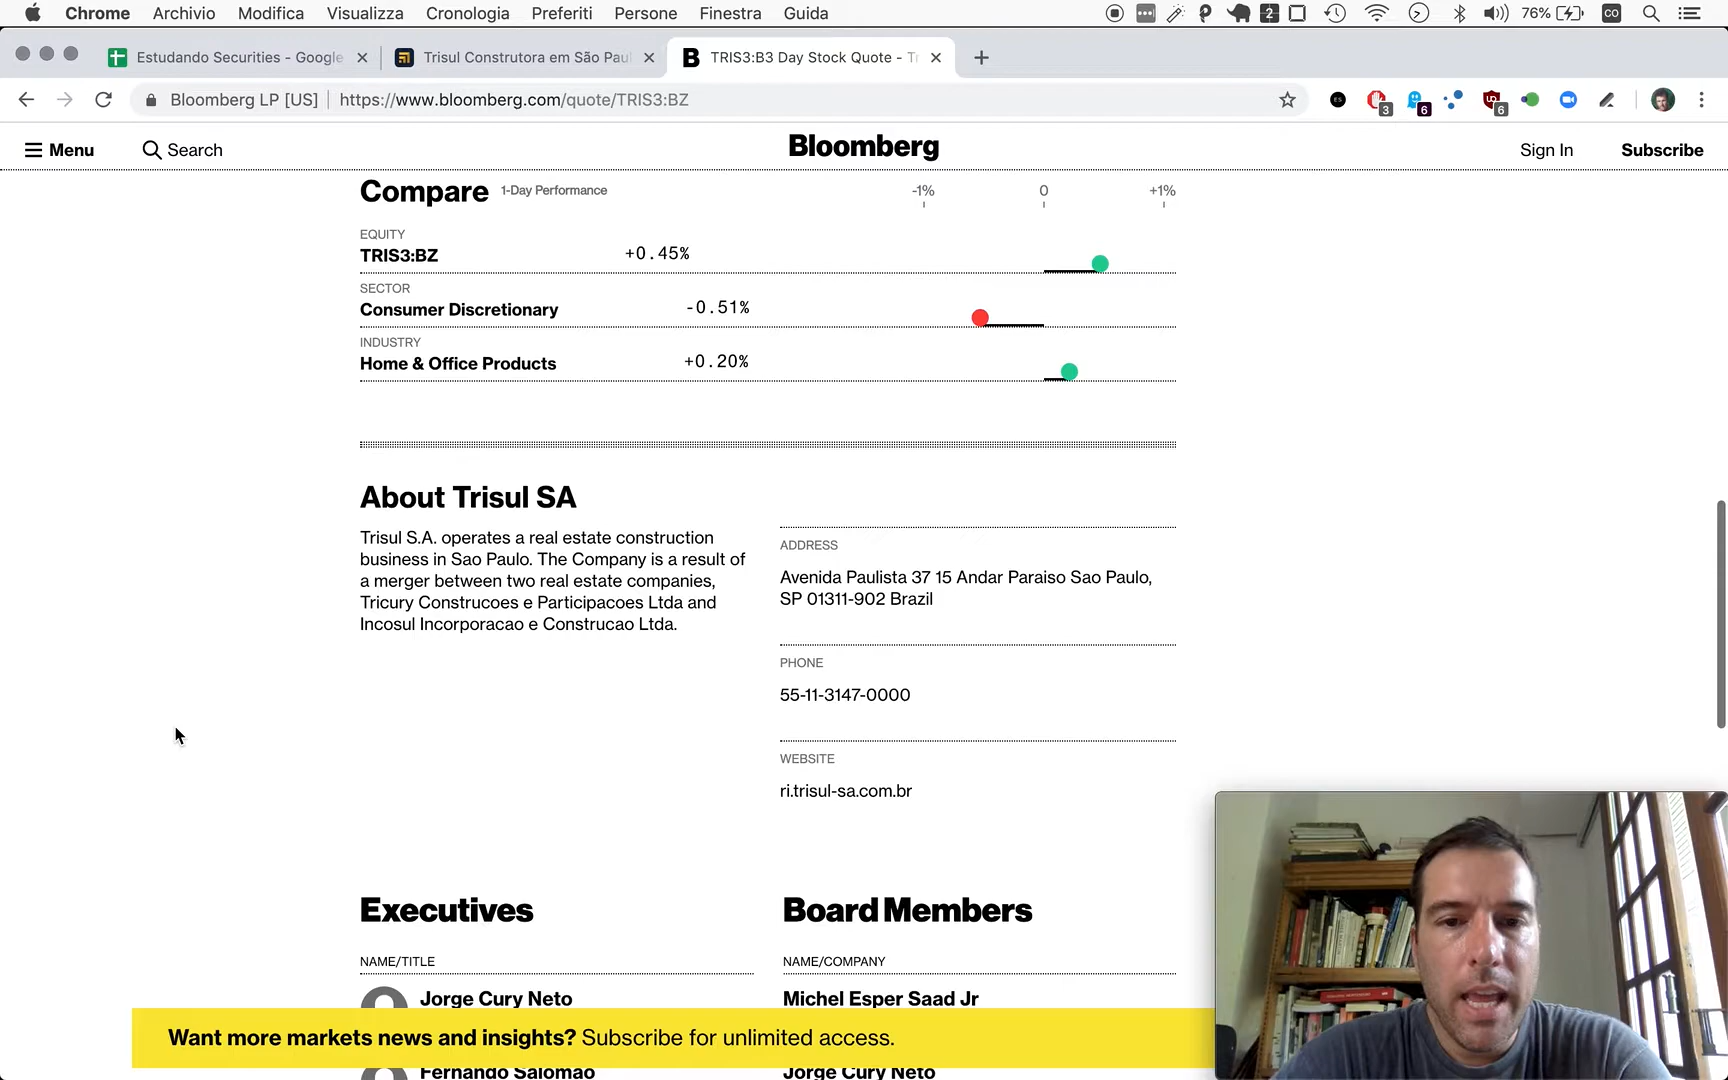 Chrome Archivio Modifica Visualizza Cronologia Preferiti Persone Finestra Guida 2 76% CO
Estudando Securities - Google Trisul Construtora em São Paul TRIS3:B3 Day Stock Quote - Tr
Bloomberg LP [US] https://www.bloomberg.com/quote/TRIS3:BZ ES 3 6 6
Menu Search Bloomberg Sign In Subscribe
Compare 1-Day Performance -1% 0 +1%
EQUITY
TRIS3:BZ +0.45%
SECTOR
Consumer Discretionary -0.51%
INDUSTRY
Home & Office Products +0.20%
About Trisul SA
Trisul S.A. operates a real estate construction
business in Sao Paulo. The Company is a result of
a merger between two real estate companies,
Tricury Construcoes e Participacoes Ltda and
Incosul Incorporacao e Construcao Ltda.
ADDRESS
Avenida Paulista 37 15 Andar Paraiso Sao Paulo,
SP 01311-902 Brazil
PHONE
55-11-3147-0000
WEBSITE
ri.trisul-sa.com.br
Executives
NAME/TITLE
Jorge Cury Neto
Board Members
NAME/COMPANY
Michel Esper Saad Jr
Want more markets news and insights? Subscribe for unlimited access.
Fernando Salomao
Jorge Cury Neto